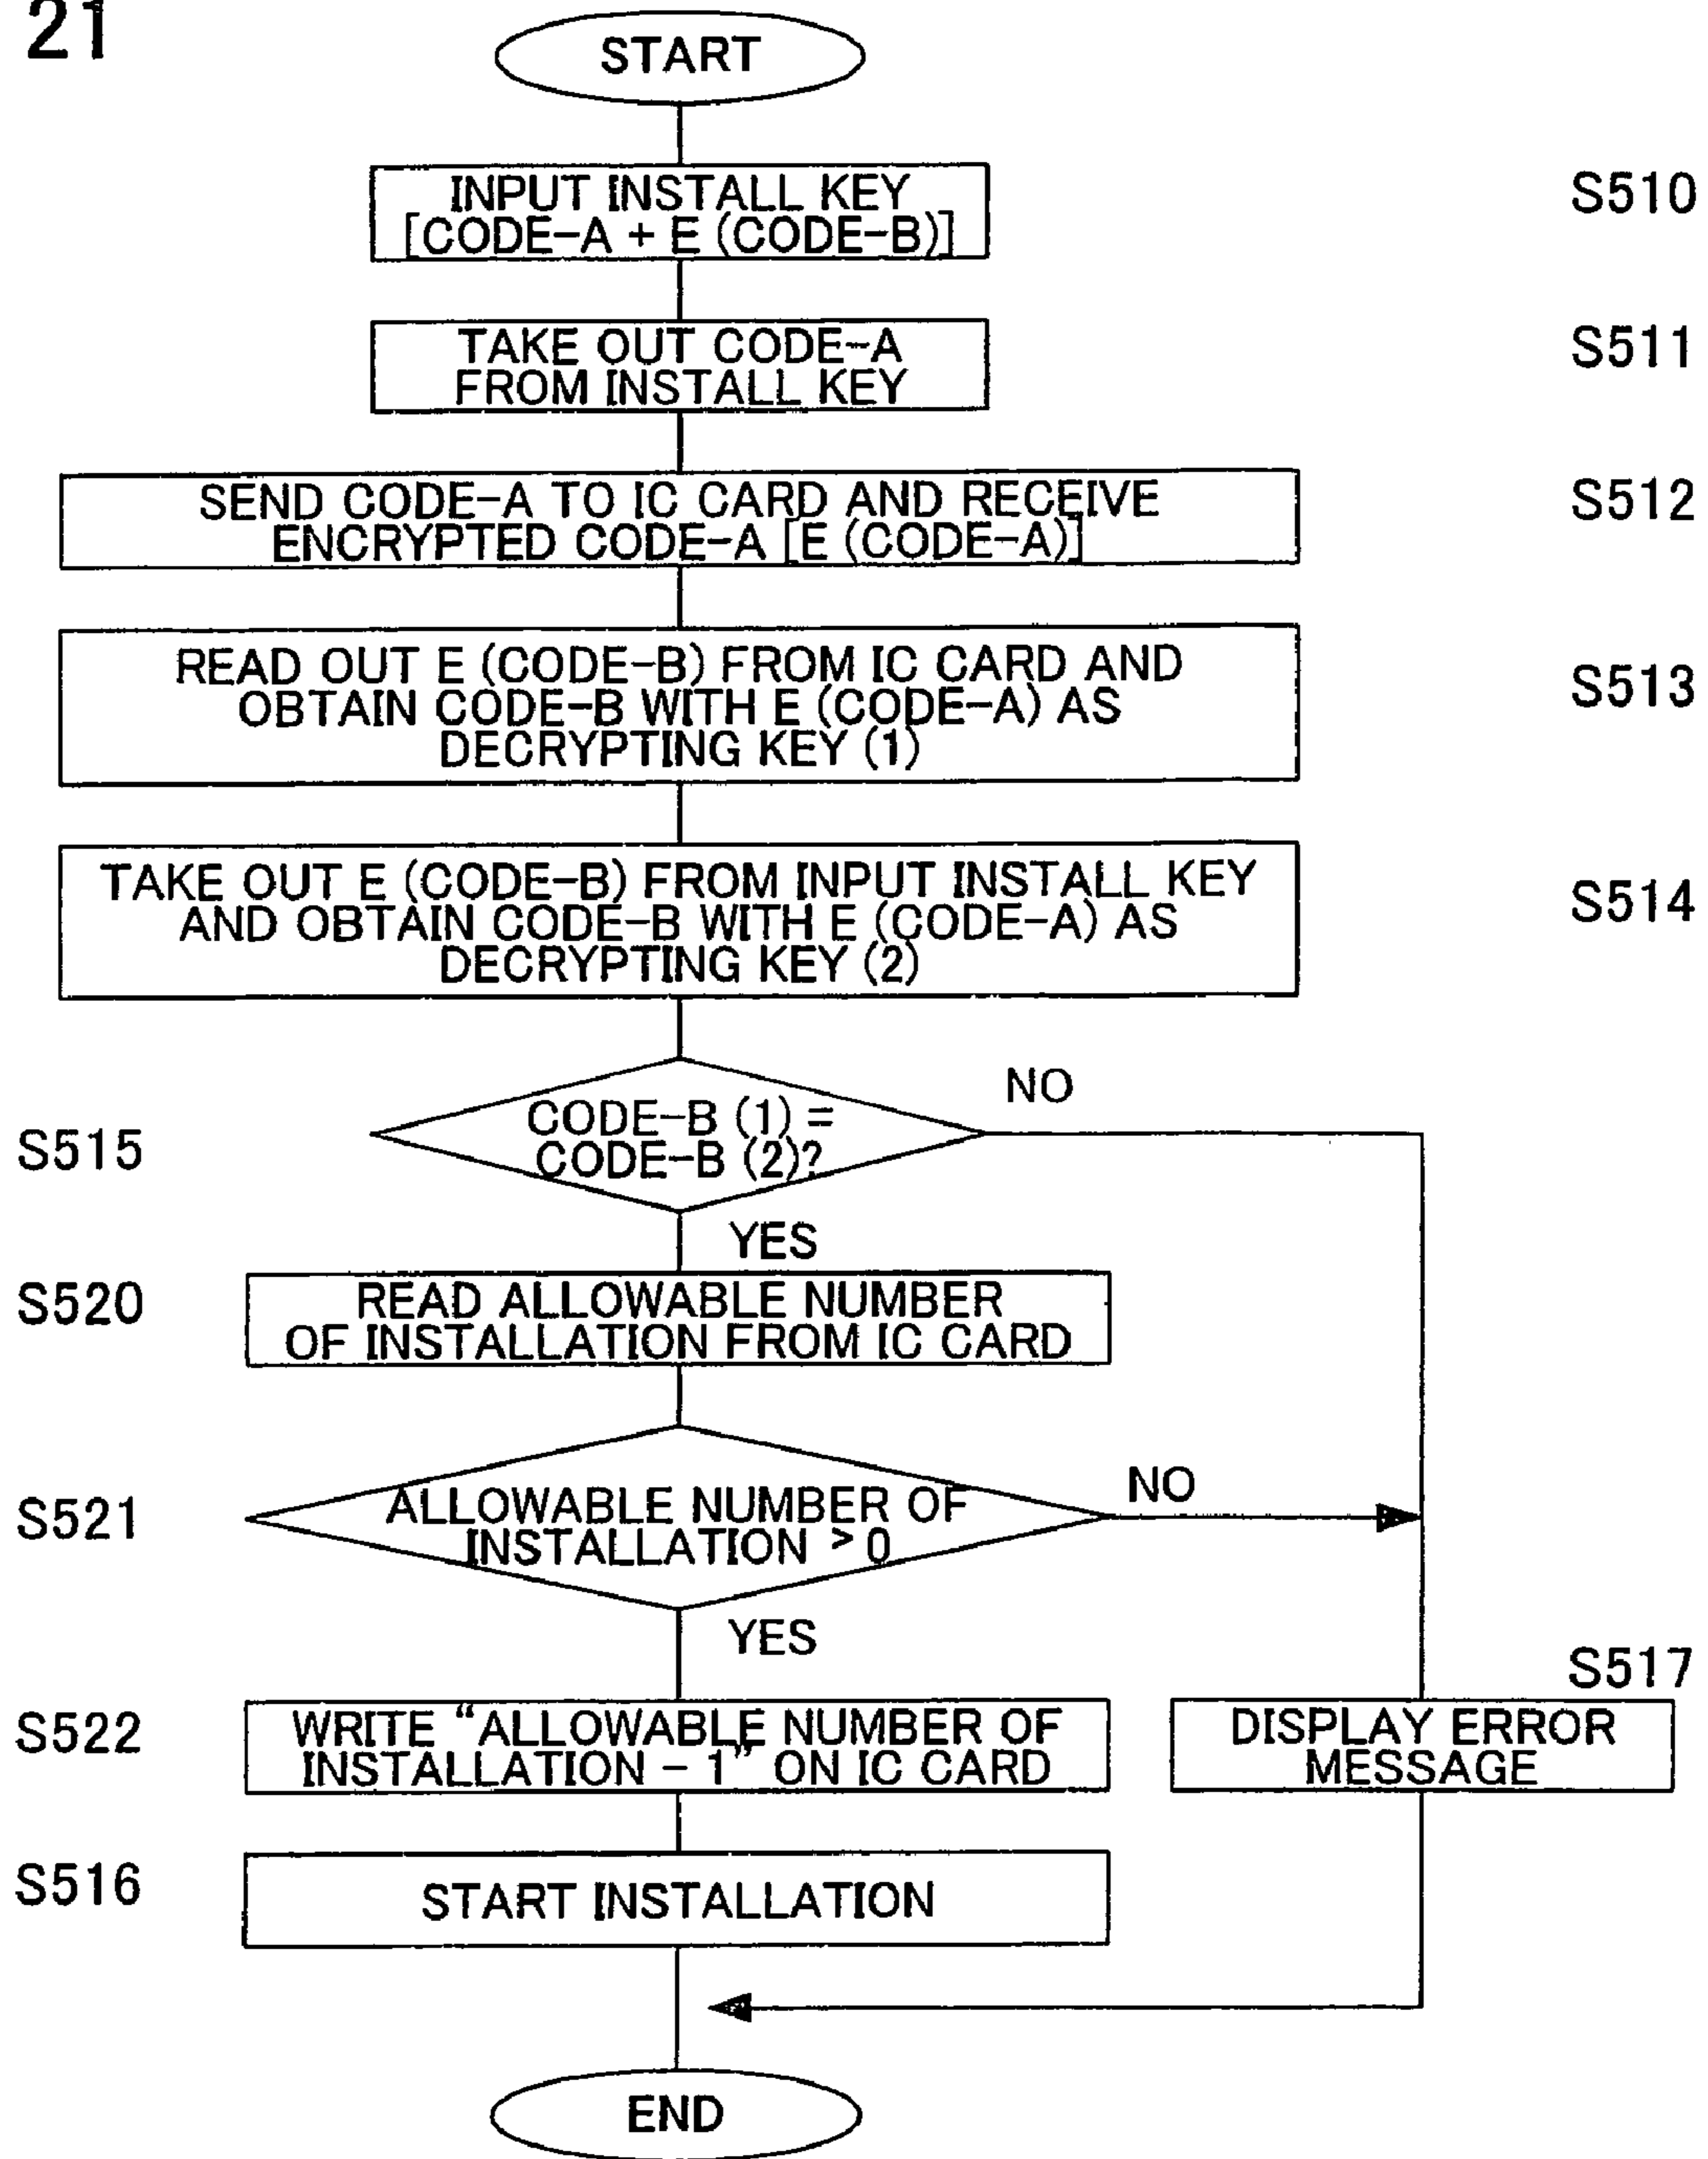 21
START
INPUT INSTALL KEY
[CODE-A + E (CODE-B)]
S510
TAKE OUT CODE-A
FROM INSTALL KEY
S511
SEND CODE-A TO IC CARD AND RECEIVE
ENCRYPTED CODE-A [E (CODE-A)]
S512
READ OUT E (CODE-B) FROM IC CARD AND
OBTAIN CODE-B WITH E (CODE-A) AS
DECRYPTING KEY (1)
S513
TAKE OUT E (CODE-B) FROM INPUT INSTALL KEY
AND OBTAIN CODE-B WITH E (CODE-A) AS
DECRYPTING KEY (2)
S514
S515
CODE-B (1) =
CODE-B (2)?
NO
YES
S520
READ ALLOWABLE NUMBER
OF INSTALLATION FROM IC CARD
S521
ALLOWABLE NUMBER OF
INSTALLATION > 0
NO
YES
S522
WRITE “ALLOWABLE NUMBER OF
INSTALLATION - 1” ON IC CARD
S517
DISPLAY ERROR
MESSAGE
S516
START INSTALLATION
END